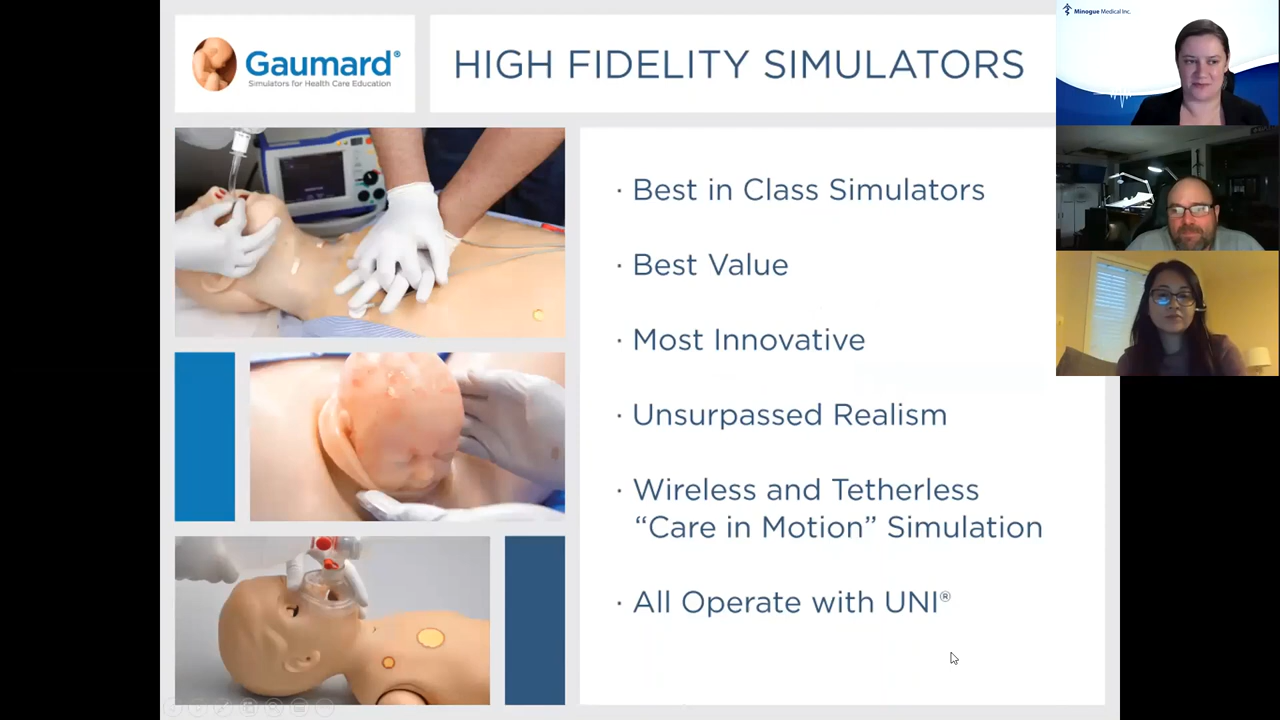 Gaumard®
Simulators for Health Care Education
HIGH FIDELITY SIMULATORS
Minogue Medical Inc.
· Best in Class Simulators
· Best Value
· Most Innovative
· Unsurpassed Realism
· Wireless and Tetherless
"Care in Motion" Simulation
· All Operate with UNI®